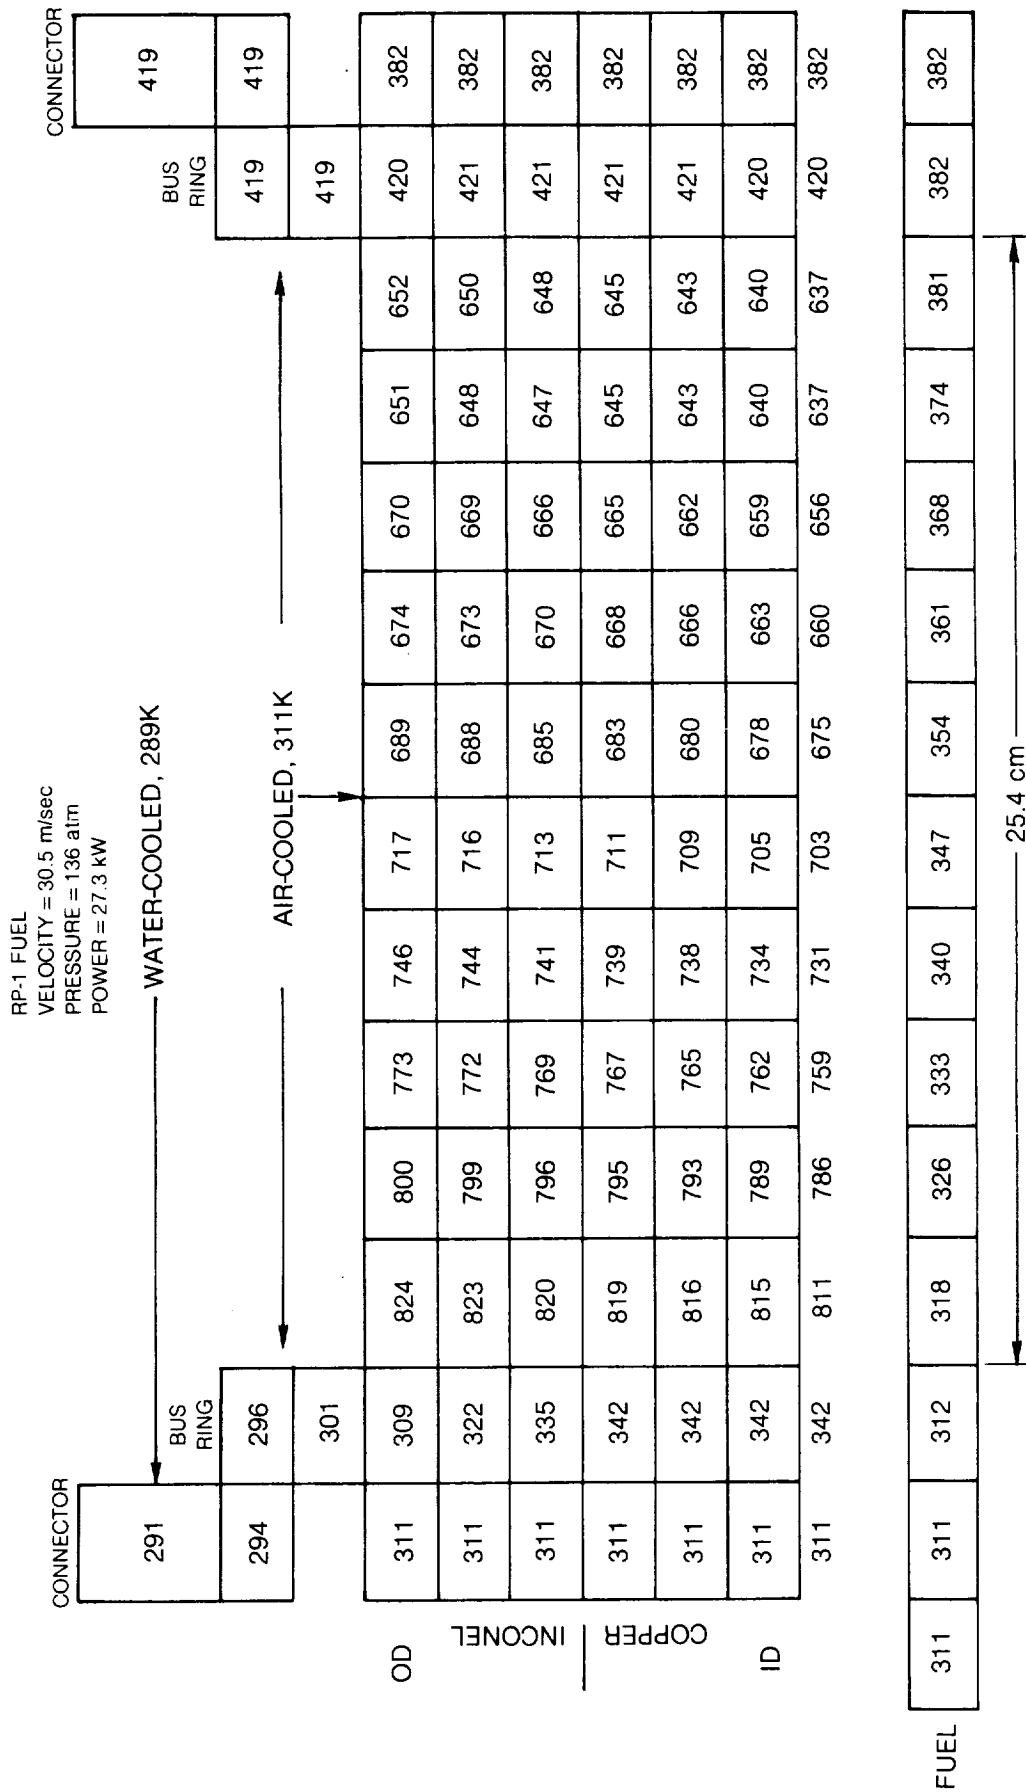 RP-1 FUEL
VELOCITY = 30.5 m/sec
PRESSURE = 136 atm
POWER = 27.3 kW
CONNECTOR CONNECTOR
291 WATER-COOLED, 289K 419
BUS BUS
RING RING
294 296 419 419
AIR-COOLED, 311K
301 419
OD 311 309 824 800 773 746 717 689 674 670 651 652 420 382
INCONEL 311 322 823 799 772 744 716 688 673 669 648 650 421 382
311 335 820 796 769 741 713 685 670 666 647 648 421 382
COPPER 311 342 819 795 767 739 711 683 668 665 645 645 421 382
311 342 816 793 765 738 709 680 666 662 643 643 421 382
ID 311 342 815 789 762 734 705 678 663 659 640 640 420 382
311 342 811 786 759 731 703 675 660 656 637 637 420 382
FUEL 311 311 312 318 326 333 340 347 354 361 368 374 381 382 382
25.4 cm